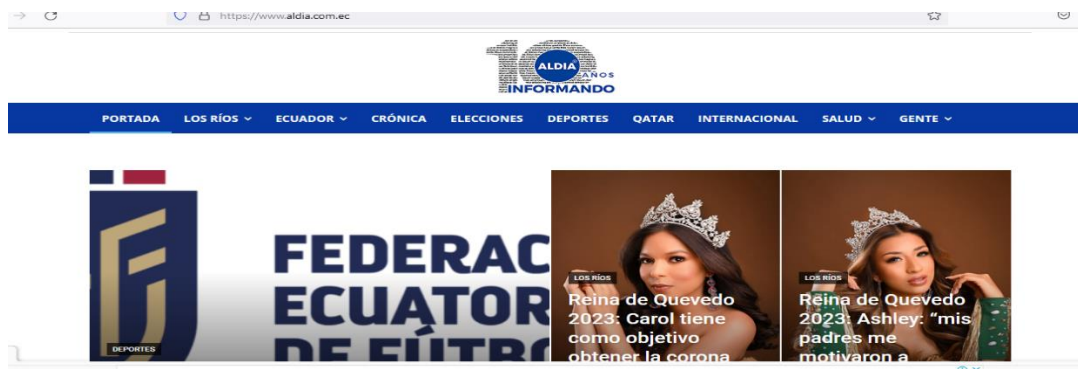 https://www.aldia.com.ec
10
ALDIA
AÑOS
INFORMANDO
PORTADA LOS RÍOS ECUADOR CRÓNICA ELECCIONES DEPORTES QATAR INTERNACIONAL SALUD GENTE
FEDERAC
ECUATOR
DE FÚTBO
DEPORTES
LOS RÍOS
Reina de Quevedo
2023: Carol tiene
como objetivo
obtener la corona
LOS RÍOS
Reina de Quevedo
2023: Ashley: “mis
padres me
motivaron a